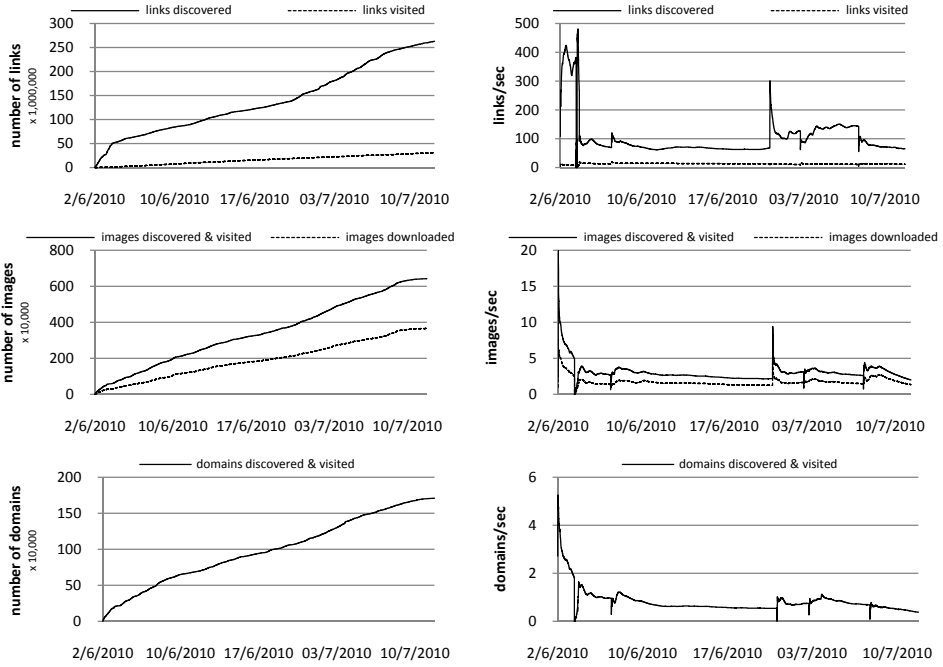 links discovered links visited
number of links
x 1,000,000
300
250
200
150
100
50
0
2/6/2010 10/6/2010 17/6/2010 03/7/2010 10/7/2010
links discovered links visited
links/sec
500
400
300
200
100
0
2/6/2010 10/6/2010 17/6/2010 03/7/2010 10/7/2010
images discovered & visited images downloaded
number of images
x 10,000
800
600
400
200
0
2/6/2010 10/6/2010 17/6/2010 03/7/2010 10/7/2010
images discovered & visited images downloaded
images/sec
20
15
10
5
0
2/6/2010 10/6/2010 17/6/2010 03/7/2010 10/7/2010
domains discovered & visited
number of domains
x 10,000
200
150
100
50
0
2/6/2010 10/6/2010 17/6/2010 03/7/2010 10/7/2010
domains discovered & visited
domains/sec
6
4
2
0
2/6/2010 10/6/2010 17/6/2010 03/7/2010 10/7/2010